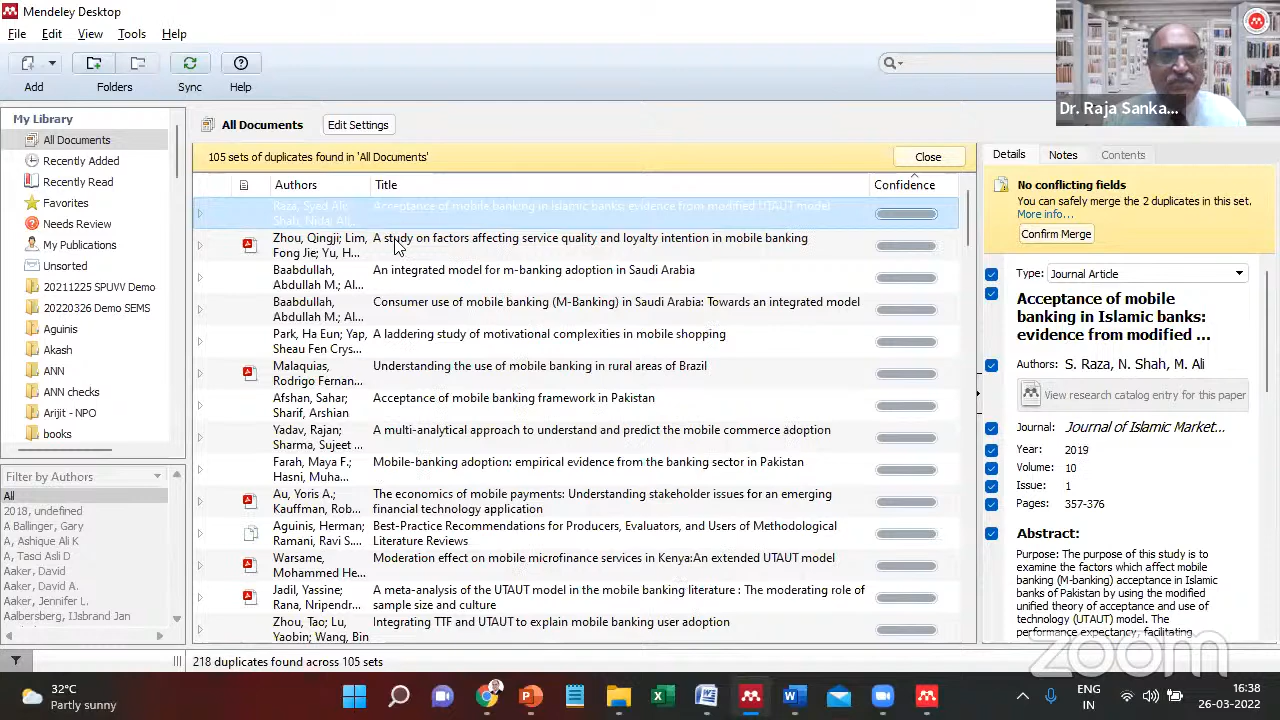 Mendeley Desktop
File Edit View Tools Help
Add Folders Sync Help
Dr. Raja Sanka...
My Library
All Documents
Recently Added
Recently Read
Favorites
Needs Review
My Publications
Unsorted
20211225 SPUVV Demo
20220326 Demo SEMS
Aguinis
Akash
ANN
ANN checks
Arijit - NPO
books
Filter by Authors
All
2018, undefined
A Ballinger, Gary
A, Ashique Ali K
A, Tasci Asli D
Aaker, David
Aaker, David A.
Aaker, Jennifer L.
Aalbersberg, IJsbrand Jan
All Documents Edit Settings
105 sets of duplicates found in 'All Documents' Close
Authors Title Confidence
Raza, Syed Ali; Acceptance of mobile banking in Islamic banks: evidence from modified UTAUT model
Shah, Nida; Ali,
Zhou, Qingji; Lim, A study on factors affecting service quality and loyalty intention in mobile banking
Fong Jie; Yu, H...
Baabdullah, An integrated model for m-banking adoption in Saudi Arabia
Abdullah M.; Al...
Baabdullah, Consumer use of mobile banking (M-Banking) in Saudi Arabia: Towards an integrated model
Abdullah M.; Al...
Park, Ha Eun; Yap, A laddering study of motivational complexities in mobile shopping
Sheau Fen Crys...
Malaquias, Understanding the use of mobile banking in rural areas of Brazil
Rodrigo Fernan...
Afshan, Sahar; Acceptance of mobile banking framework in Pakistan
Sharif, Arshian
Yadav, Rajan; A multi-analytical approach to understand and predict the mobile commerce adoption
Sharma, Sujeet ...
Farah, Maya F.; Mobile-banking adoption: empirical evidence from the banking sector in Pakistan
Hasni, Muha...
Au, Yoris A.; The economics of mobile payments: Understanding stakeholder issues for an emerging
Kauffman, Rob... financial technology application
Aguinis, Herman; Best-Practice Recommendations for Producers, Evaluators, and Users of Methodological
Ramani, Ravi S.... Literature Reviews
Warsame, Moderation effect on mobile microfinance services in Kenya:An extended UTAUT model
Mohammed He...
Jadil, Yassine; A meta-analysis of the UTAUT model in the mobile banking literature : The moderating role of
Rana, Nripendr... sample size and culture
Zhou, Tao; Lu, Integrating TTF and UTAUT to explain mobile banking user adoption
Yaobin; Wang, Bin
218 duplicates found across 105 sets
Details Notes Contents
No conflicting fields
You can safely merge the 2 duplicates in this set.
More info...
Confirm Merge
Type: Journal Article
Acceptance of mobile
banking in Islamic banks:
evidence from modified ...
Authors: S. Raza, N. Shah, M. Ali
View research catalog entry for this paper
Journal: Journal of Islamic Market...
Year: 2019
Volume: 10
Issue: 1
Pages: 357-376
Abstract:
Purpose: The purpose of this study is to
examine the factors which affect mobile
banking (M-banking) acceptance in Islamic
banks of Pakistan by using the modified
unified theory of acceptance and use of
technology (UTAUT) model. The
performance expectancy, facilitating
zoom
32°C
Partly sunny
ENG
IN
16:38
26-03-2022